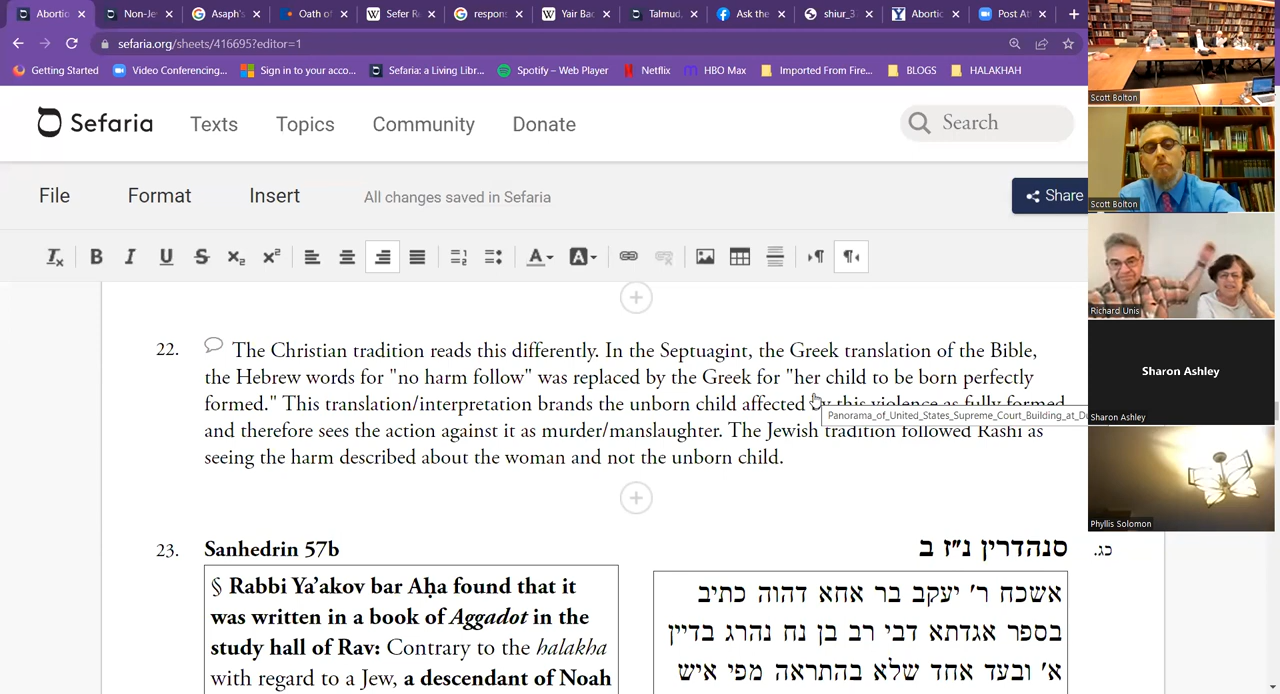 Abortio
Non-Je
Asaph's
Oath of
Sefer Re
respons
Yair Bac
Talmud,
Ask the
shiur_3
Abortic
Post At
sefaria.org/sheets/416695?editor=1
Getting Started
Video Conferencing...
Sign in to your acco...
Sefaria: a Living Libr...
Spotify – Web Player
Netflix
HBO Max
Imported From Fire...
BLOGS
HALAKHAH
Sefaria
Texts
Topics
Community
Donate
Search
File
Format
Insert
All changes saved in Sefaria
Share
22. The Christian tradition reads this differently. In the Septuagint, the Greek translation of the Bible,
the Hebrew words for "no harm follow" was replaced by the Greek for "her child to be born perfectly
formed." This translation/interpretation brands the unborn child affected by this violence as fully formed
Panorama_of_United_States_Supreme_Court_Building_at_Du
and therefore sees the action against it as murder/manslaughter. The Jewish tradition followed Rashi as
seeing the harm described about the woman and not the unborn child.
23. Sanhedrin 57b
סנהדרין נ״ז ב
כג.
§ Rabbi Ya'akov bar Aḥa found that it
was written in a book of Aggadot in the
study hall of Rav: Contrary to the halakha
with regard to a Jew, a descendant of Noah
אשכח ר' יעקב בר אחא דהוה כתיב
בספר אגדתא דבי רב בן נח נהרג בדיין
א' ובעד אחד שלא בהתראה מפי איש
Scott Bolton
Scott Bolton
Richard Unis
Sharon Ashley
Sharon Ashley
Phyllis Solomon